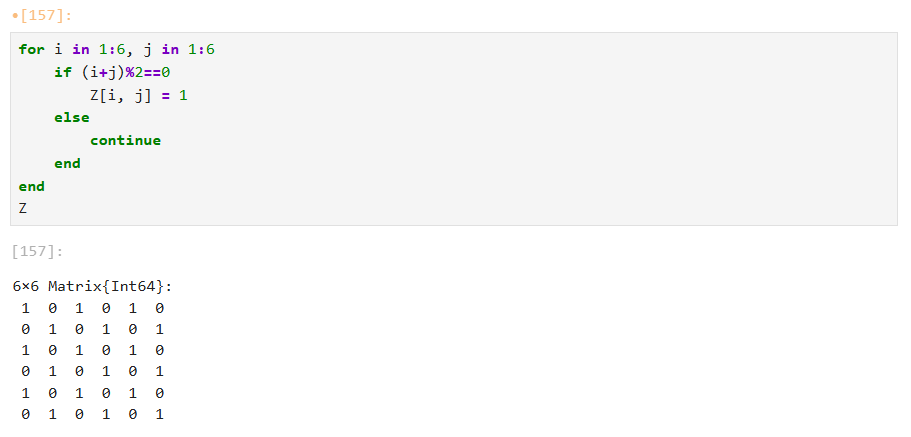 •[157]:
for i in 1:6, j in 1:6
    if (i+j)%2==0
        Z[i, j] = 1
    else
        continue
    end
end
Z
[157]:
6×6 Matrix{Int64}:
 1  0  1  0  1  0
 0  1  0  1  0  1
 1  0  1  0  1  0
 0  1  0  1  0  1
 1  0  1  0  1  0
 0  1  0  1  0  1